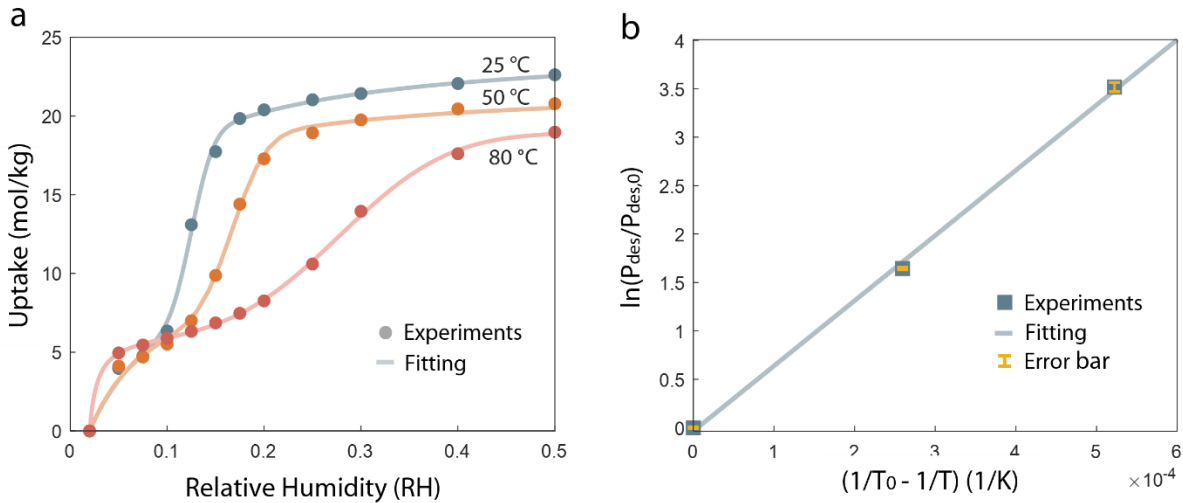 a
25
20
15
10
5
0
Uptake (mol/kg)
25 °C
50 °C
80 °C
Experiments
Fitting
0
0.1
0.2
0.3
0.4
0.5
Relative Humidity (RH)
b
4
3.5
3
2.5
2
1.5
1
0.5
0
ln(P_des/P_des,0)
Experiments
Fitting
Error bar
0
2
3
4
5
6
×10⁻⁴
(1/T₀ - 1/T) (1/K)